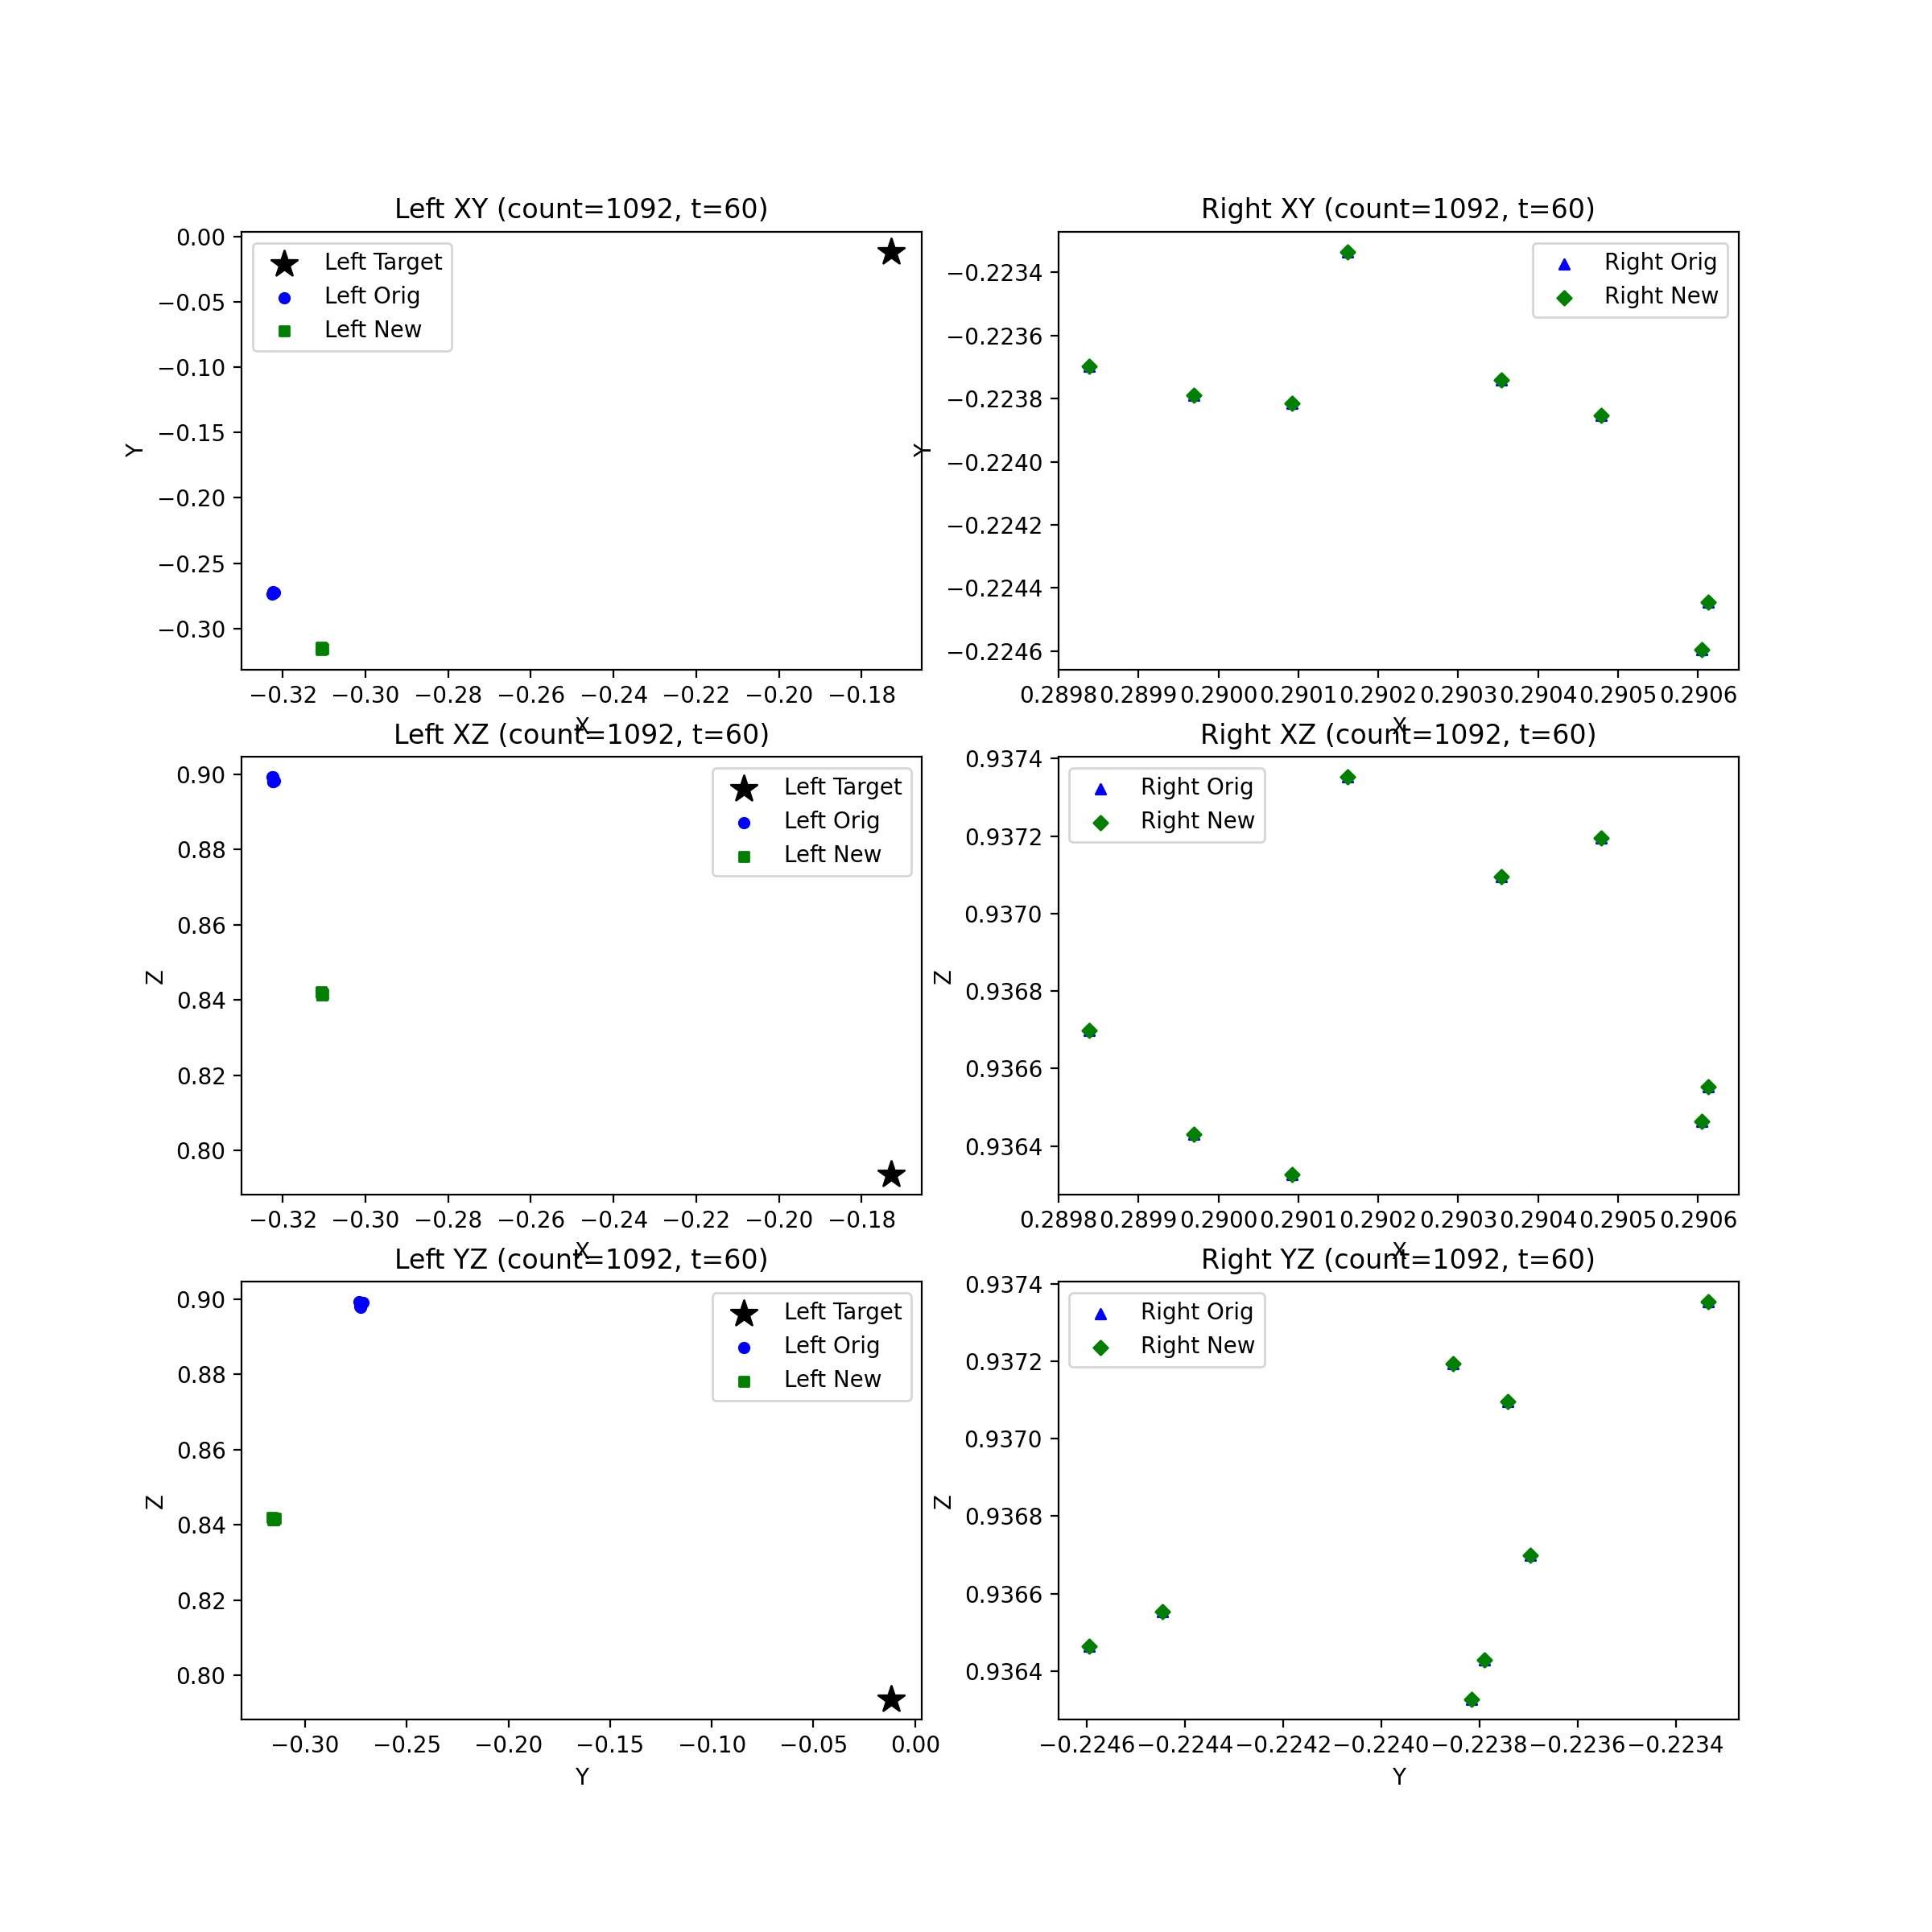 Left XY (count=1092, t=60)
Right XY (count=1092, t=60)
0.00
−0.05
−0.10
−0.15
−0.20
−0.25
−0.30
Y
Left Target
Left Orig
Left New
−0.32 −0.30 −0.28 −0.26 −0.24 −0.22 −0.20 −0.18
X
−0.2234
−0.2236
−0.2238
−0.2240
−0.2242
−0.2244
−0.2246
Y
Right Orig
Right New
0.2898 0.2899 0.2900 0.2901 0.2902 0.2903 0.2904 0.2905 0.2906
X
Left XZ (count=1092, t=60)
Right XZ (count=1092, t=60)
0.90
0.88
0.86
0.84
0.82
0.80
Z
Left Target
Left Orig
Left New
−0.32 −0.30 −0.28 −0.26 −0.24 −0.22 −0.20 −0.18
X
0.9374
0.9372
0.9370
0.9368
0.9366
0.9364
Z
Right Orig
Right New
0.2898 0.2899 0.2900 0.2901 0.2902 0.2903 0.2904 0.2905 0.2906
X
Left YZ (count=1092, t=60)
Right YZ (count=1092, t=60)
0.90
0.88
0.86
0.84
0.82
0.80
Z
Left Target
Left Orig
Left New
−0.30 −0.25 −0.20 −0.15 −0.10 −0.05 0.00
Y
0.9374
0.9372
0.9370
0.9368
0.9366
0.9364
Z
Right Orig
Right New
−0.2246 −0.2244 −0.2242 −0.2240 −0.2238 −0.2236 −0.2234
Y